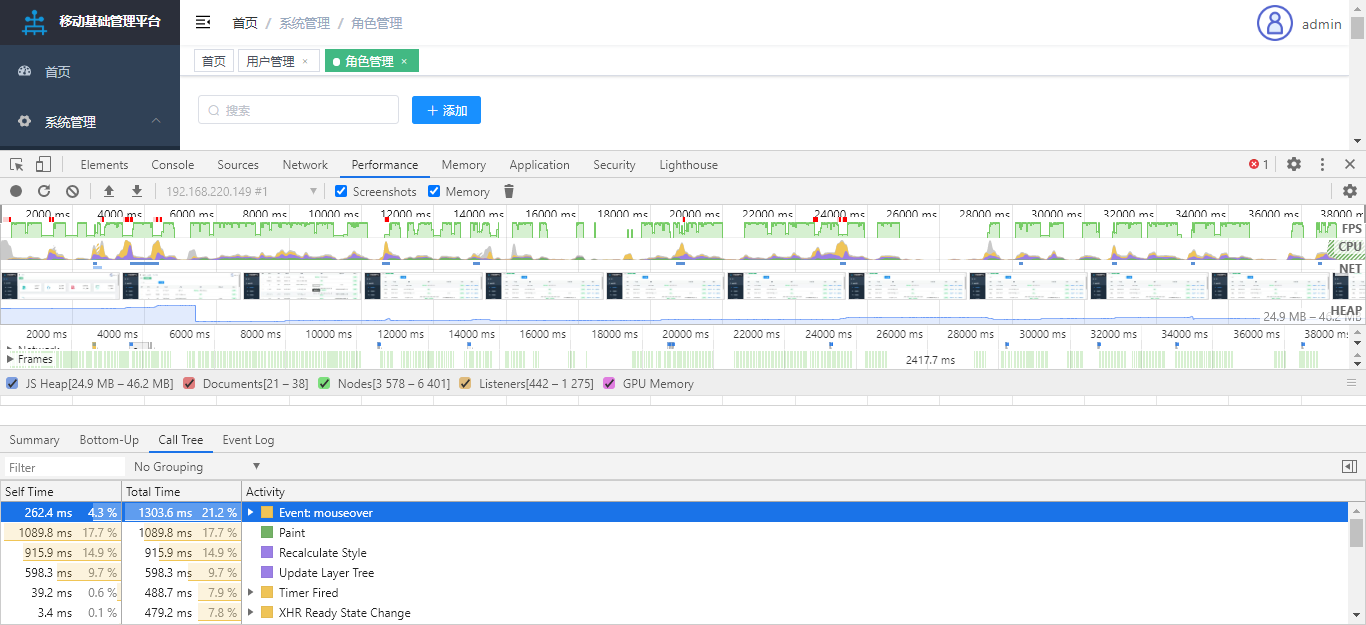 移动基础管理平台
首页 / 系统管理 / 角色管理
admin
首页 用户管理 × 角色管理 ×
首页
系统管理
搜索
+ 添加
Elements Console Sources Network Performance Memory Application Security Lighthouse 1
192.168.220.149 #1 Screenshots Memory
2000 ms 4000 ms 6000 ms 8000 ms 10000 ms 12000 ms 14000 ms 16000 ms 18000 ms 20000 ms 22000 ms 24000 ms 26000 ms 28000 ms 30000 ms 32000 ms 34000 ms 36000 ms 38000 m
FPS
CPU
NET
HEAP
24.9 MB – 46.2 MB
2000 ms 4000 ms 6000 ms 8000 ms 10000 ms 12000 ms 14000 ms 16000 ms 18000 ms 20000 ms 22000 ms 24000 ms 26000 ms 28000 ms 30000 ms 32000 ms 34000 ms 36000 ms 38000 ms
Network
Frames 2417.7 ms
JS Heap[24.9 MB – 46.2 MB] Documents[21 – 38] Nodes[3 578 – 6 401] Listeners[442 – 1 275] GPU Memory
Summary Bottom-Up Call Tree Event Log
Filter No Grouping
Self Time Total Time Activity
262.4 ms 4.3 % 1303.6 ms 21.2 % Event: mouseover
1089.8 ms 17.7 % 1089.8 ms 17.7 % Paint
915.9 ms 14.9 % 915.9 ms 14.9 % Recalculate Style
598.3 ms 9.7 % 598.3 ms 9.7 % Update Layer Tree
39.2 ms 0.6 % 488.7 ms 7.9 % Timer Fired
3.4 ms 0.1 % 479.2 ms 7.8 % XHR Ready State Change